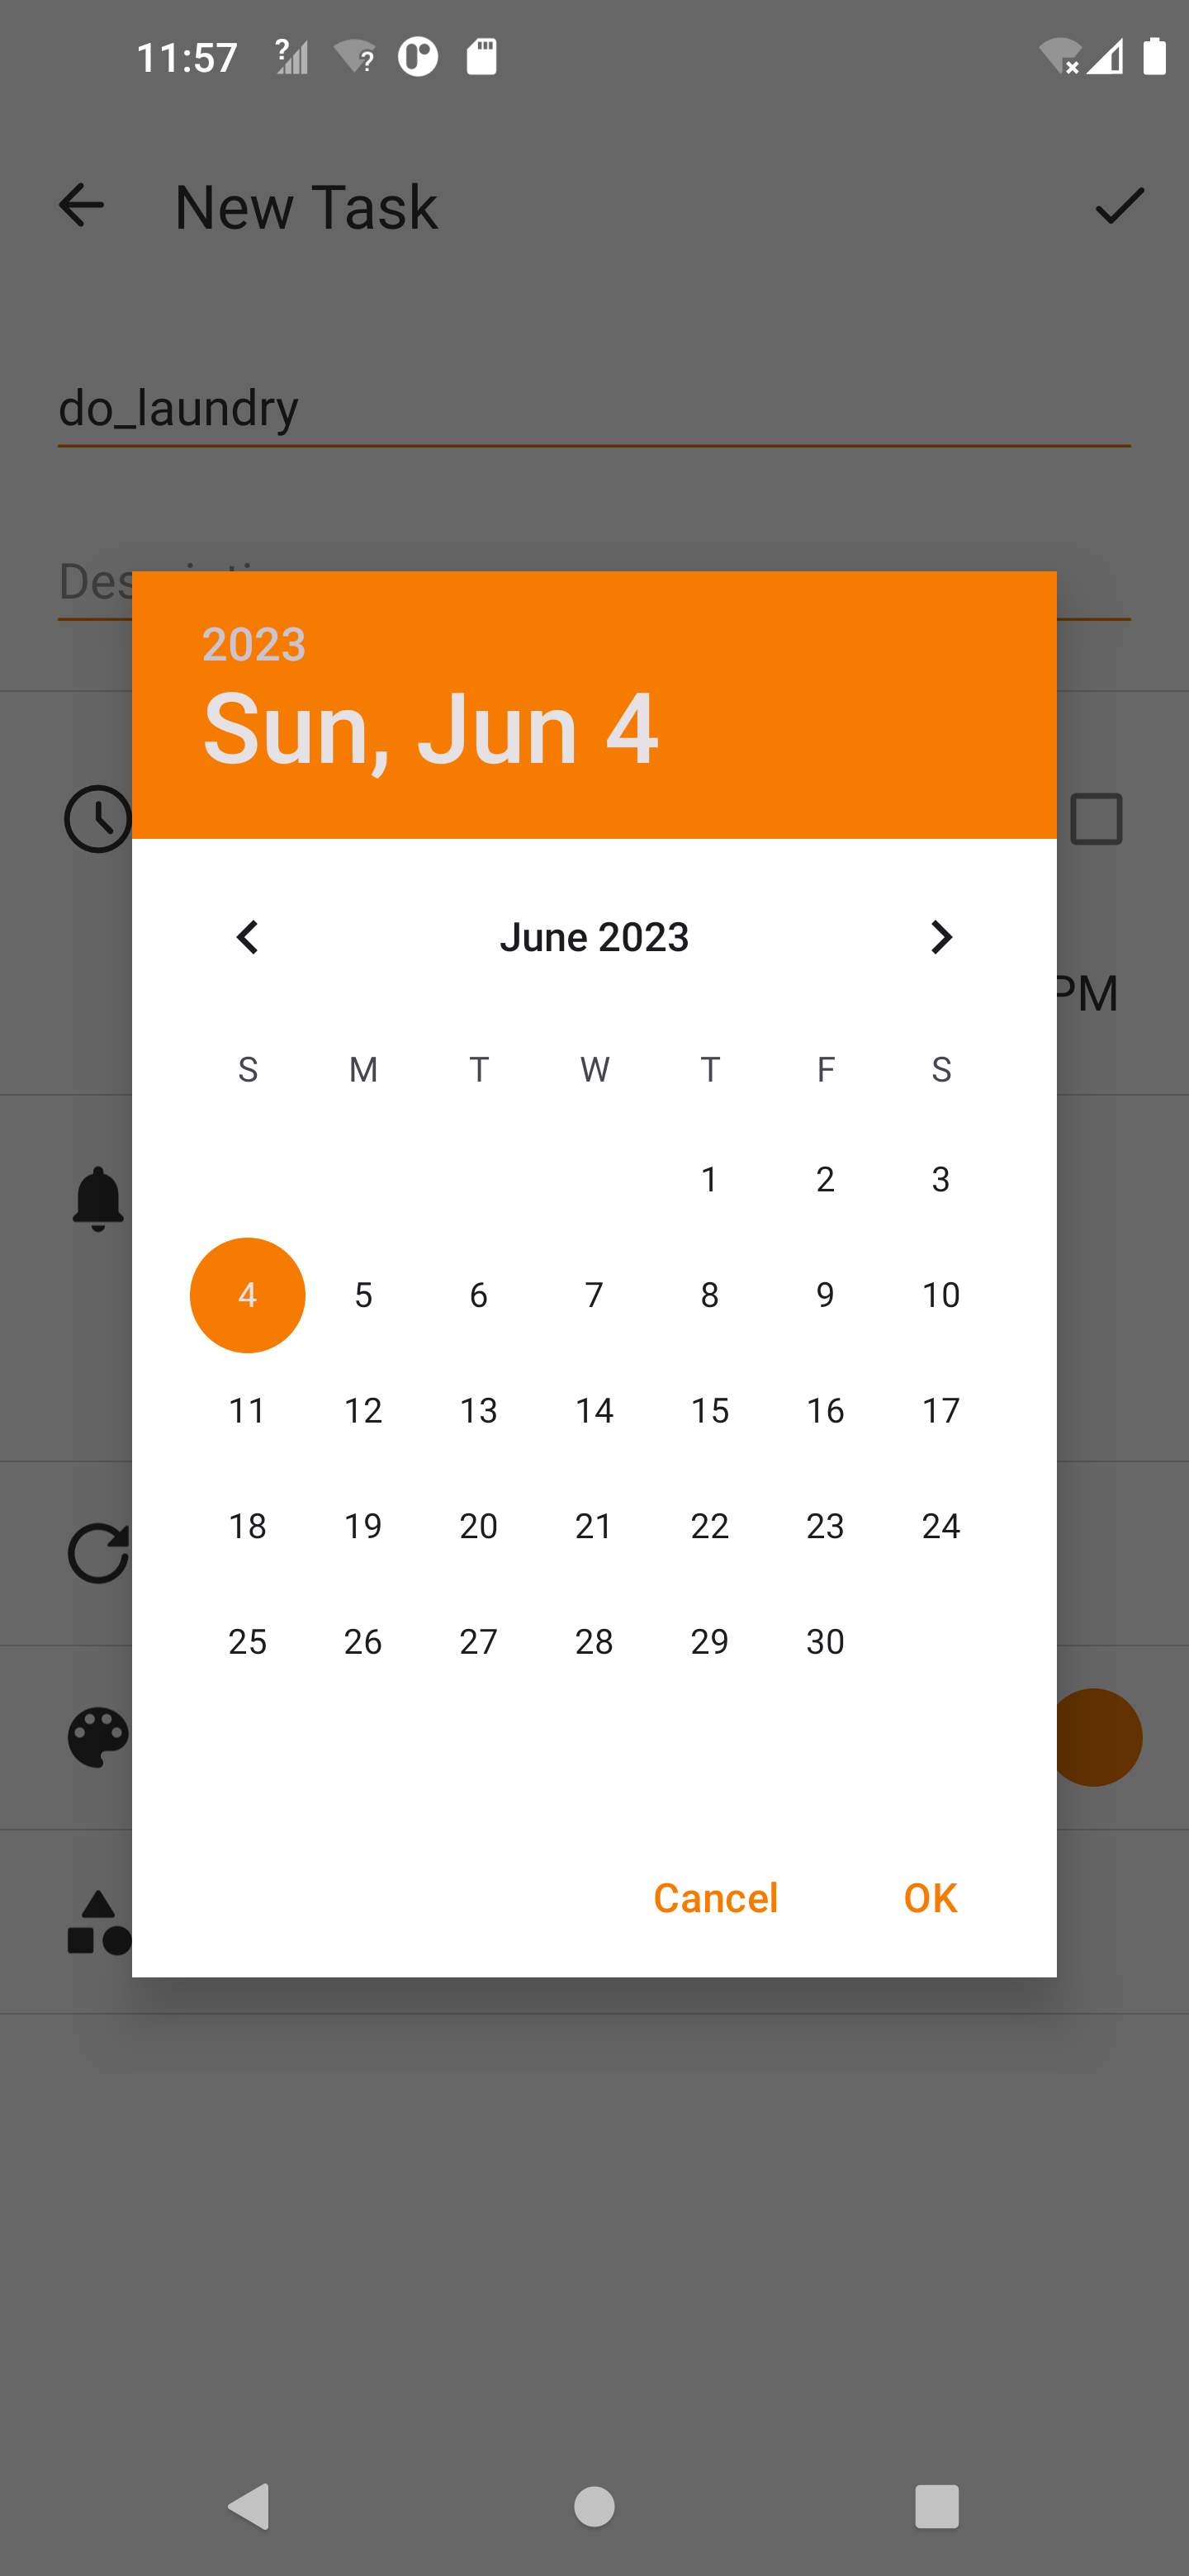 11:57
New Task
do_laundry
2023
Sun, Jun 4
June 2023
PM
S M T W T F S
1 2 3
4 5 6 7 8 9 10
11 12 13 14 15 16 17
18 19 20 21 22 23 24
25 26 27 28 29 30
Cancel OK